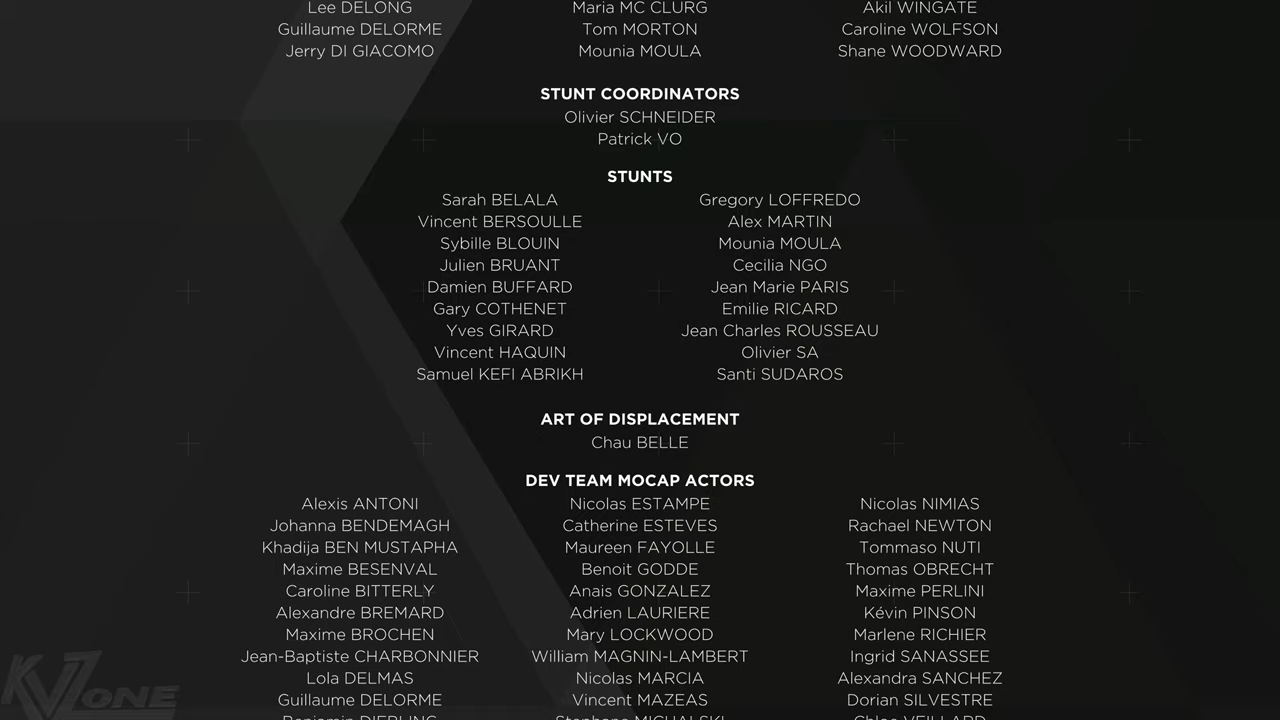 Lee DELONG Maria MC CLURG Akil WINGATE
Guillaume DELORME Tom MORTON Caroline WOLFSON
Jerry DI GIACOMO Mounia MOULA Shane WOODWARD
STUNT COORDINATORS
Olivier SCHNEIDER
Patrick VO
STUNTS
Sarah BELALA Gregory LOFFREDO
Vincent BERSOULLE Alex MARTIN
Sybille BLOUIN Mounia MOULA
Julien BRUANT Cecilia NGO
Damien BUFFARD Jean Marie PARIS
Gary COTHENET Emilie RICARD
Yves GIRARD Jean Charles ROUSSEAU
Vincent HAQUIN Olivier SA
Samuel KEFI ABRIKH Santi SUDAROS
ART OF DISPLACEMENT
Chau BELLE
DEV TEAM MOCAP ACTORS
Alexis ANTONI Nicolas ESTAMPE Nicolas NIMIAS
Johanna BENDEMAGH Catherine ESTEVES Rachael NEWTON
Khadija BEN MUSTAPHA Maureen FAYOLLE Tommaso NUTI
Maxime BESENVAL Benoit GODDE Thomas OBRECHT
Caroline BITTERLY Anais GONZALEZ Maxime PERLINI
Alexandre BREMARD Adrien LAURIERE Kévin PINSON
Maxime BROCHEN Mary LOCKWOOD Marlene RICHIER
Jean-Baptiste CHARBONNIER William MAGNIN-LAMBERT Ingrid SANASSEE
Lola DELMAS Nicolas MARCIA Alexandra SANCHEZ
Guillaume DELORME Vincent MAZEAS Dorian SILVESTRE
Benjamin DIEBLING Stephane MICHALSKI Chloe VEILLARD
KVZONE